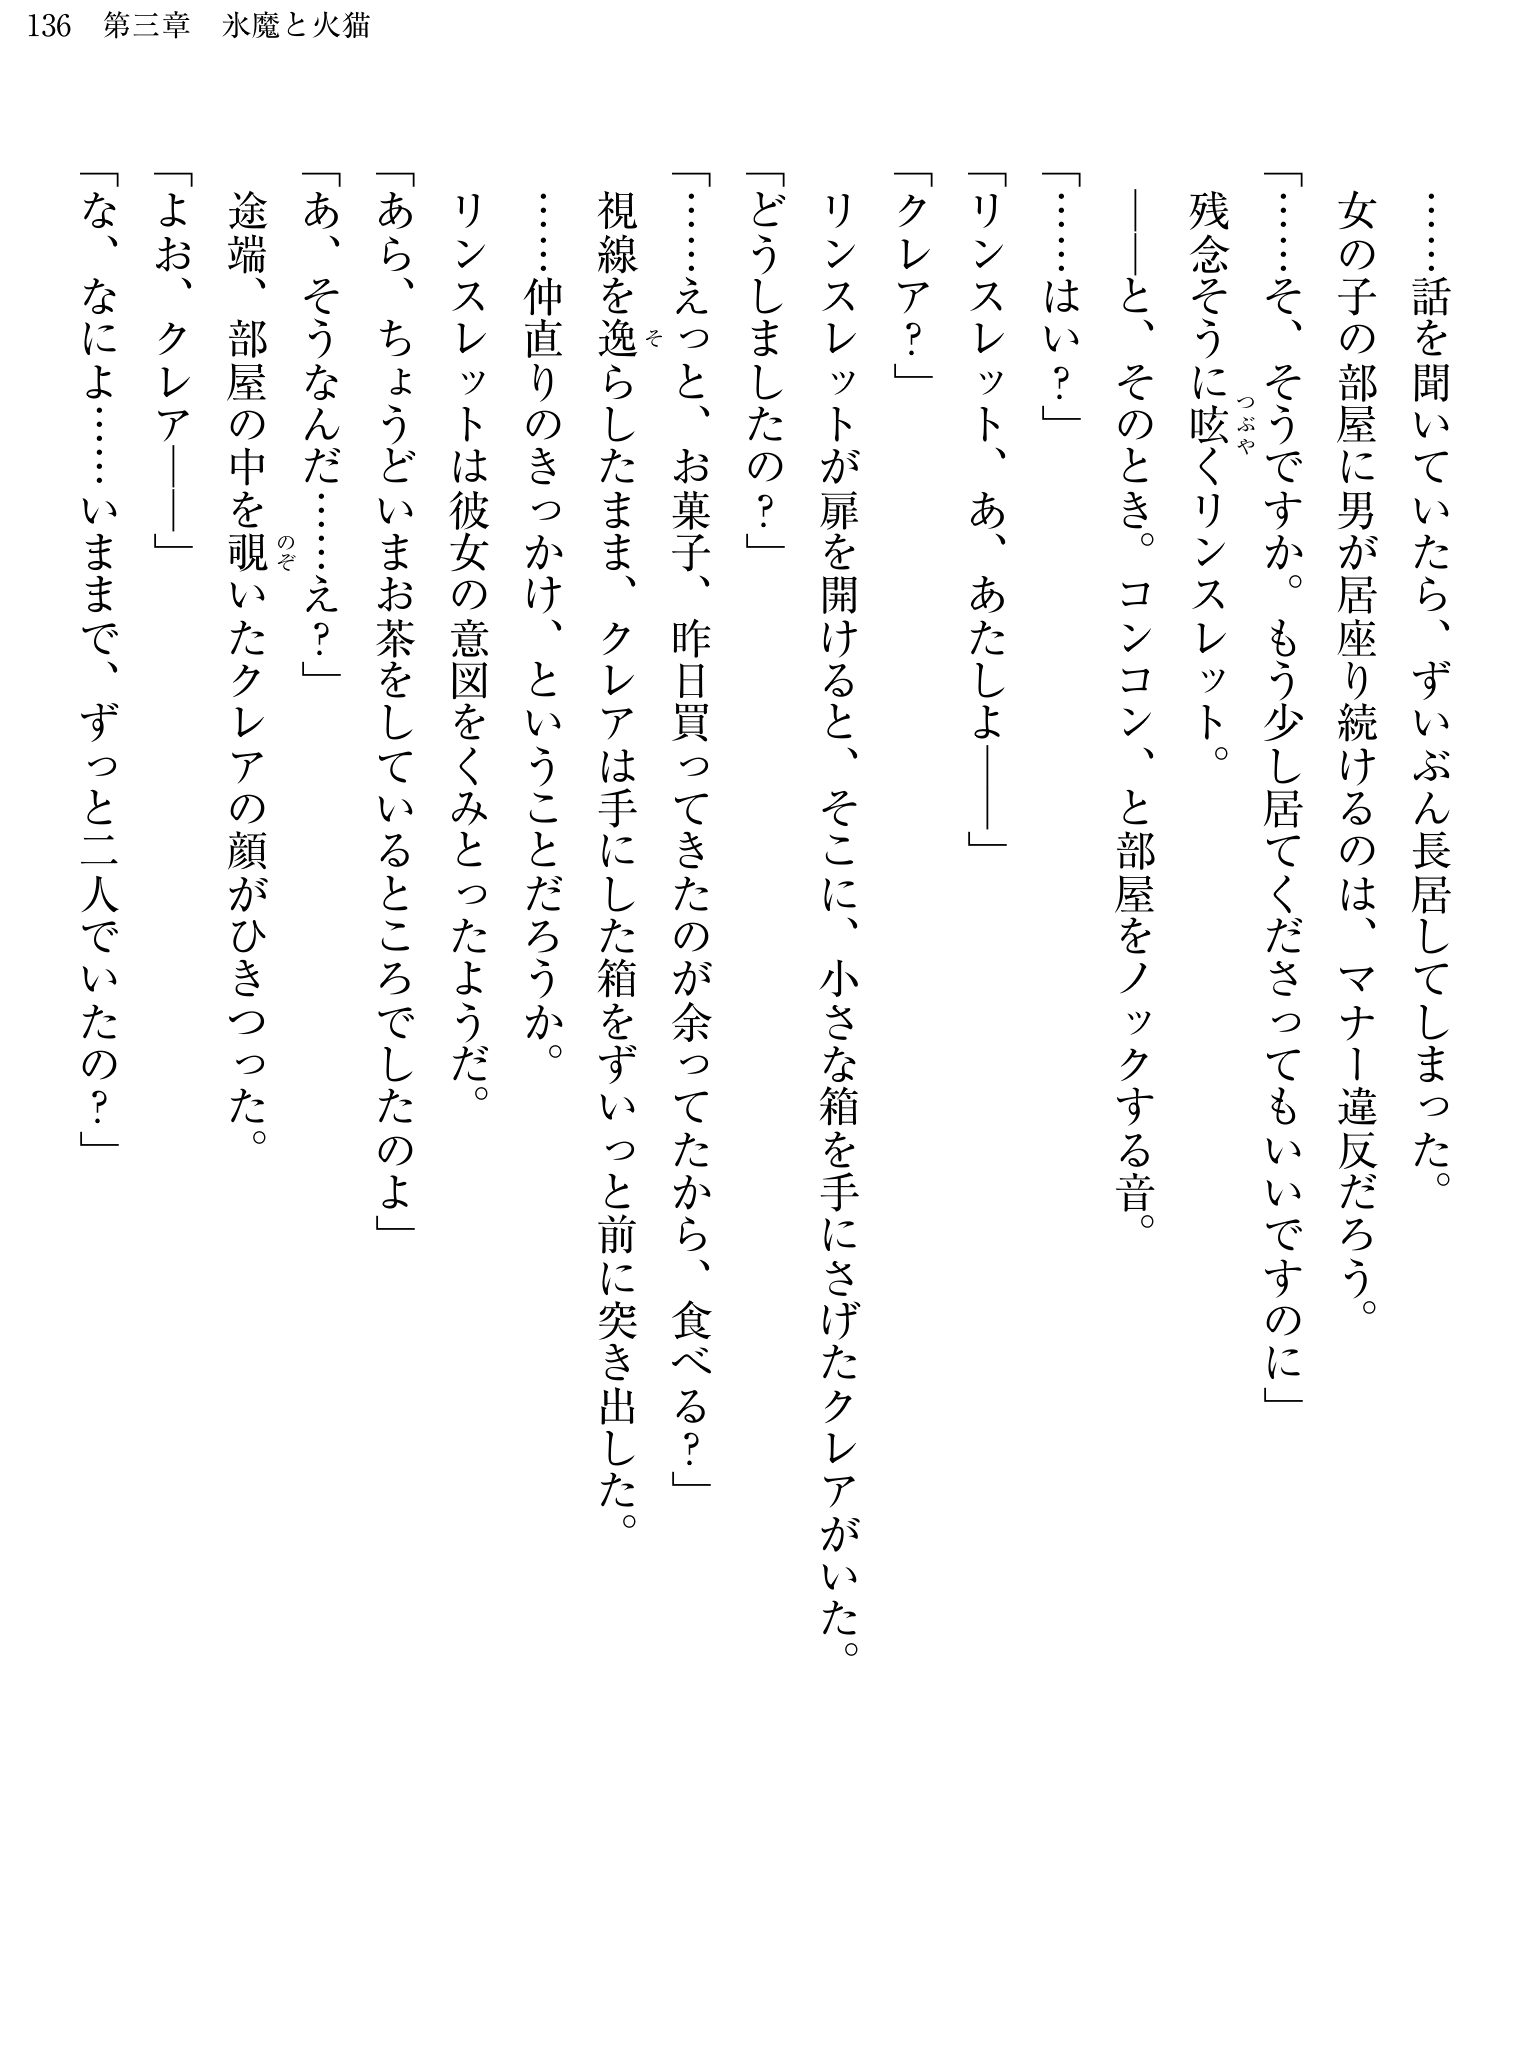 136　第三章　氷魔と火猫
……話を聞いていたら、ずいぶん長居してしまった。
女の子の部屋に男が居座り続けるのは、マナー違反だろう。
「……そ、そうですか。もう少し居てくださってもいいですのに」
残念そうに呟くリンスレット。
――と、そのとき。コンコン、と部屋をノックする音。
「……はい？」
「リンスレット、あ、あたしよ――」
「クレア？」
リンスレットが扉を開けると、そこに、小さな箱を手にさげたクレアがいた。
「どうしましたの？」
「……えっと、お菓子、昨日買ってきたのが余ってたから、食べる？」
視線を逸らしたまま、クレアは手にした箱をずいっと前に突き出した。
……仲直りのきっかけ、ということだろうか。
リンスレットは彼女の意図をくみとったようだ。
「あら、ちょうどいまお茶をしているところでしたのよ」
「あ、そうなんだ……え？」
途端、部屋の中を覗いたクレアの顔がひきつった。
「よお、クレア――」
「な、なによ……いままで、ずっと二人でいたの？」